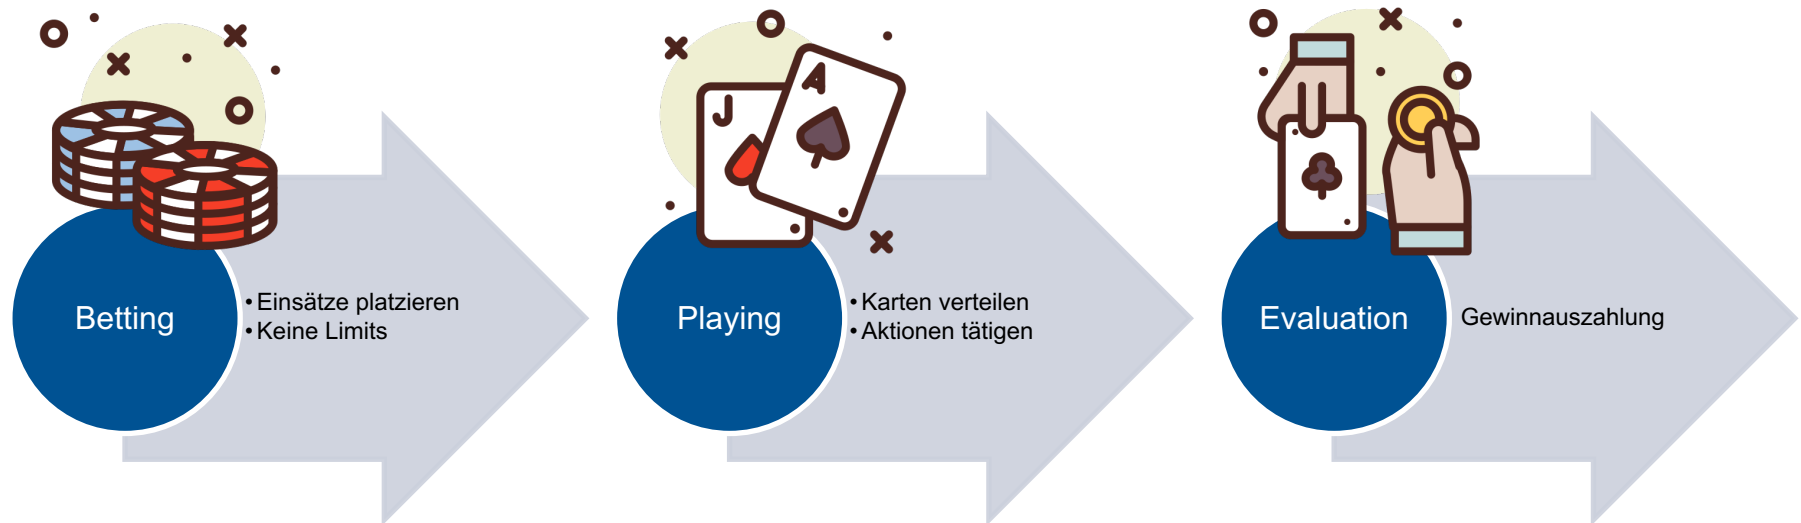 Betting
• Einsätze platzieren
• Keine Limits
J
A
Playing
• Karten verteilen
• Aktionen tätigen
Evaluation
Gewinnauszahlung